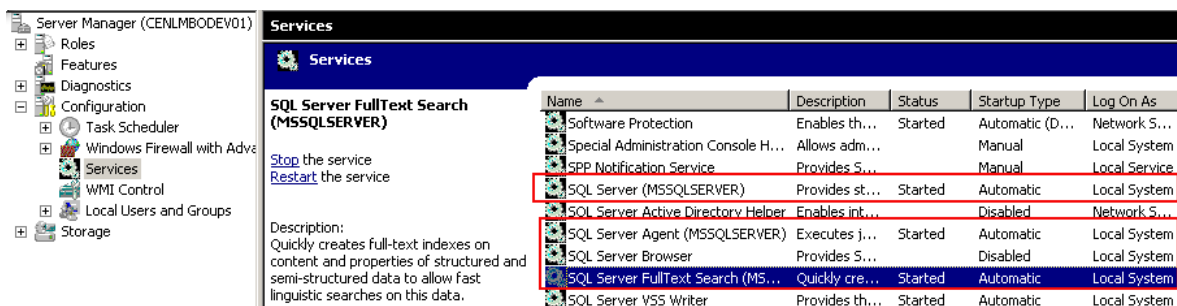 Server Manager (CENLMBODEV01)
Roles
Features
Diagnostics
Configuration
Task Scheduler
Windows Firewall with Adva
Services
WMI Control
Local Users and Groups
Storage
Services
Services
SQL Server FullText Search
(MSSQLSERVER)
Stop the service
Restart the service
Description:
Quickly creates full-text indexes on
content and properties of structured and
semi-structured data to allow fast
linguistic searches on this data.
Name Description Status Startup Type Log On As
Software Protection Enables th... Started Automatic (D... Network S...
Special Administration Console H... Allows adm... Manual Local System
SPP Notification Service Provides S... Manual Local Service
SQL Server (MSSQLSERVER) Provides st... Started Automatic Local System
SQL Server Active Directory Helper Enables int... Disabled Network S...
SQL Server Agent (MSSQLSERVER) Executes j... Started Automatic Local System
SQL Server Browser Provides S... Disabled Local System
SQL Server FullText Search (MS... Quickly cre... Started Automatic Local System
SQL Server VSS Writer Provides th... Started Automatic Local System